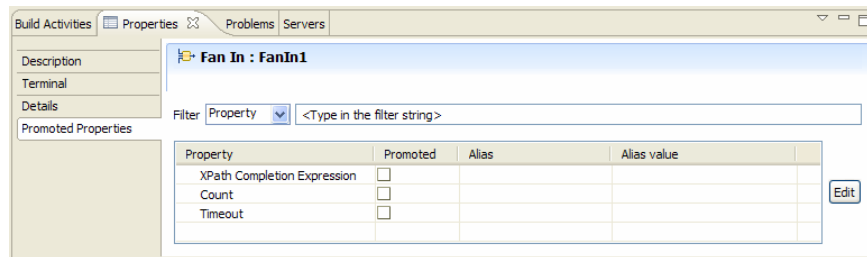 Build Activities Properties Problems Servers
Description
Terminal
Details
Promoted Properties
Fan In : FanIn1
Filter Property <Type in the filter string>
Property Promoted Alias Alias value
XPath Completion Expression
Count
Timeout
Edit